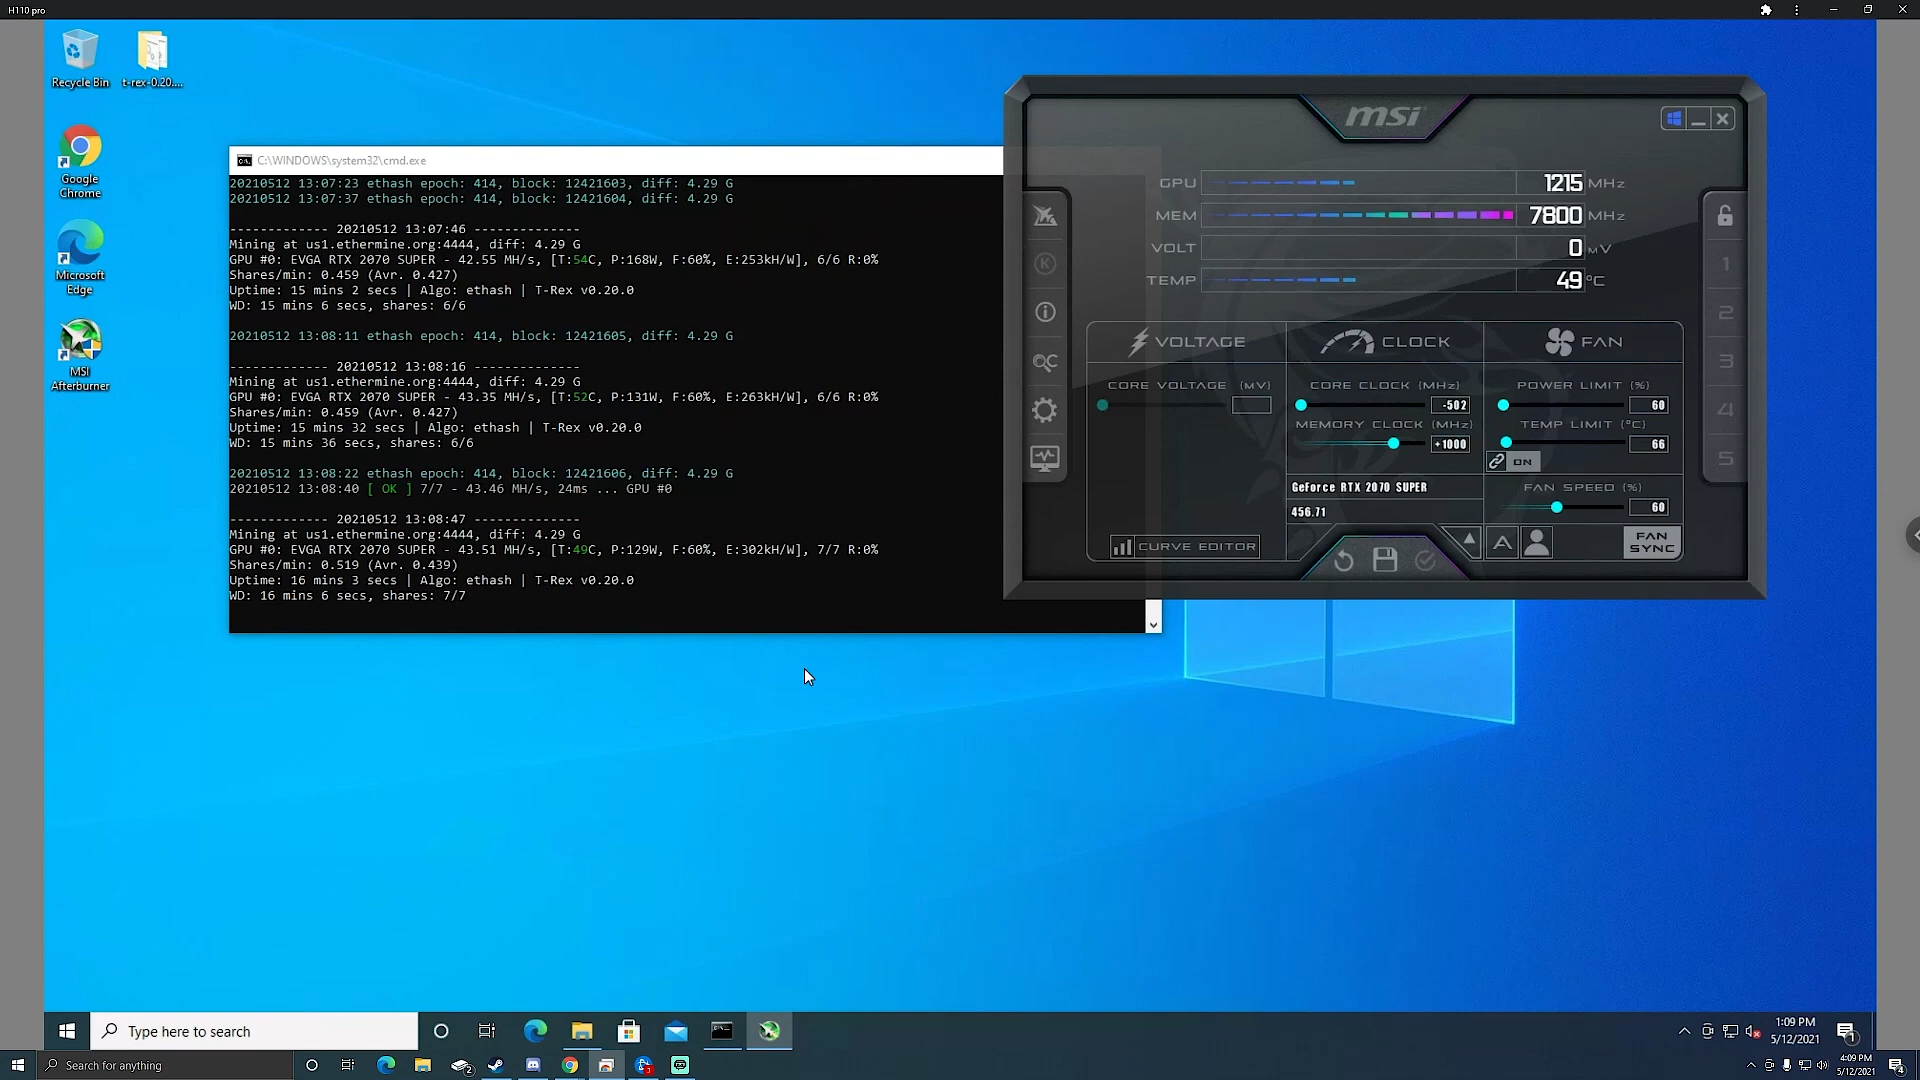 H110 pro
Recycle Bin
t-rex-0.20....
Google
Chrome
Microsoft
Edge
MSI
Afterburner
C:\WINDOWS\system32\cmd.exe
20210512 13:07:23 ethash epoch: 414, block: 12421603, diff: 4.29 G
20210512 13:07:37 ethash epoch: 414, block: 12421604, diff: 4.29 G
------------- 20210512 13:07:46 --------------
Mining at us1.ethermine.org:4444, diff: 4.29 G
GPU #0: EVGA RTX 2070 SUPER - 42.55 MH/s, [T:54C, P:168W, F:60%, E:253kH/W], 6/6 R:0%
Shares/min: 0.459 (Avr. 0.427)
Uptime: 15 mins 2 secs | Algo: ethash | T-Rex v0.20.0
WD: 15 mins 6 secs, shares: 6/6
20210512 13:08:11 ethash epoch: 414, block: 12421605, diff: 4.29 G
------------- 20210512 13:08:16 --------------
Mining at us1.ethermine.org:4444, diff: 4.29 G
GPU #0: EVGA RTX 2070 SUPER - 43.35 MH/s, [T:52C, P:131W, F:60%, E:263kH/W], 6/6 R:0%
Shares/min: 0.459 (Avr. 0.427)
Uptime: 15 mins 32 secs | Algo: ethash | T-Rex v0.20.0
WD: 15 mins 36 secs, shares: 6/6
20210512 13:08:22 ethash epoch: 414, block: 12421606, diff: 4.29 G
20210512 13:08:40 [ OK ] 7/7 - 43.46 MH/s, 24ms ... GPU #0
------------- 20210512 13:08:47 --------------
Mining at us1.ethermine.org:4444, diff: 4.29 G
GPU #0: EVGA RTX 2070 SUPER - 43.51 MH/s, [T:49C, P:129W, F:60%, E:302kH/W], 7/7 R:0%
Shares/min: 0.519 (Avr. 0.439)
Uptime: 16 mins 3 secs | Algo: ethash | T-Rex v0.20.0
WD: 16 mins 6 secs, shares: 7/7
msi
GPU 1215 MHz
MEM 7800 MHz
VOLT 0 MV
TEMP 49 °C
K
OC
1
2
3
4
5
VOLTAGE
CORE VOLTAGE (MV)
CURVE EDITOR
CLOCK
CORE CLOCK (MHz)
-502
MEMORY CLOCK (MHz)
+1000
GeForce RTX 2070 SUPER
456.71
FAN
POWER LIMIT (%)
60
TEMP LIMIT (°C)
66
ON
FAN SPEED (%)
60
A
FAN
SYNC
Type here to search
1:09 PM
5/12/2021
1
Search for anything
2
3
4:09 PM
5/12/2021
4